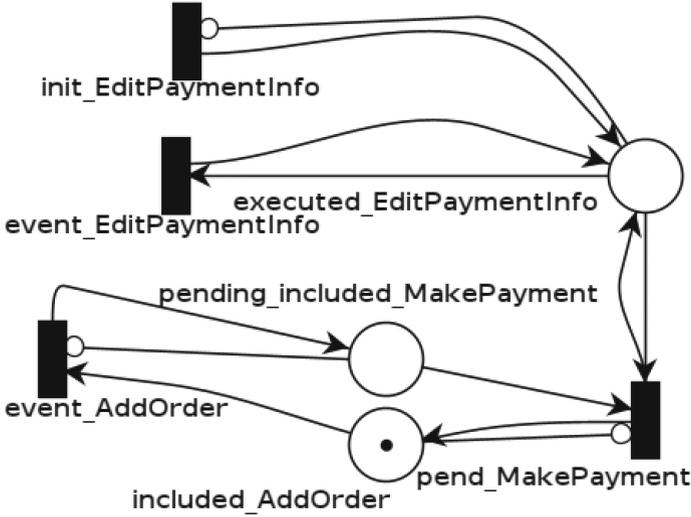 init_EditPaymentInfo
executed_EditPaymentInfo
event_EditPaymentInfo
pending_included_MakePayment
event_AddOrder
pend_MakePayment
included_AddOrder